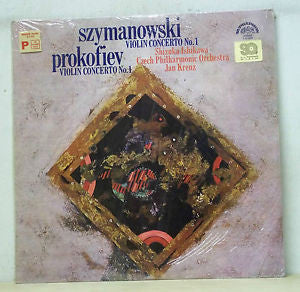 szymanowski
VIOLIN CONCERTO No. 1
prokofiev
VIOLIN CONCERTO No. 1
Shizuka Ishikawa
Czech Philharmonic Orchestra
Jan Krenz
P